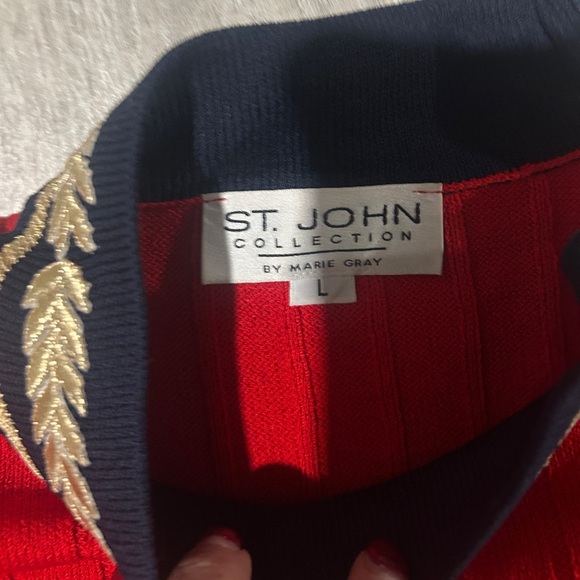 ST. JOHN
COLLECTION
BY MARIE GRAY
L